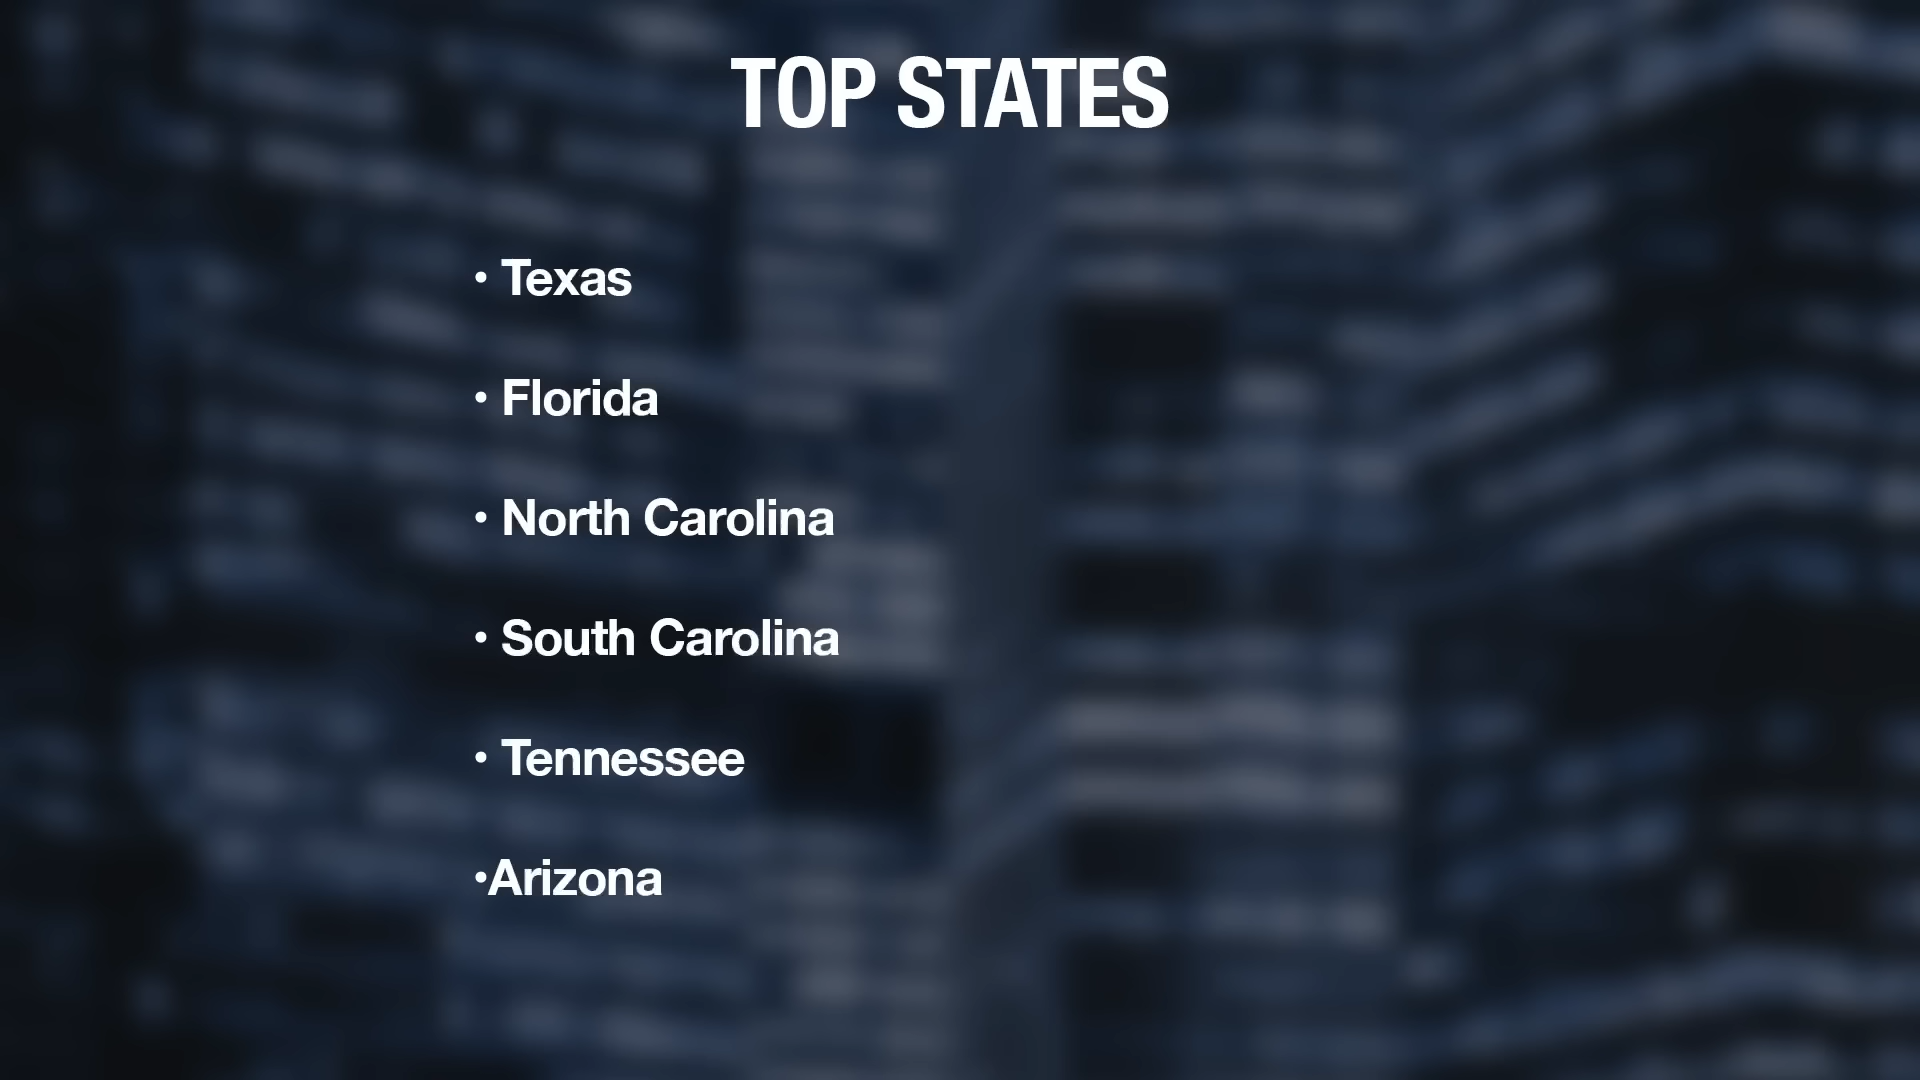 TOP STATES
• Texas
• Florida
• North Carolina
• South Carolina
• Tennessee
•Arizona